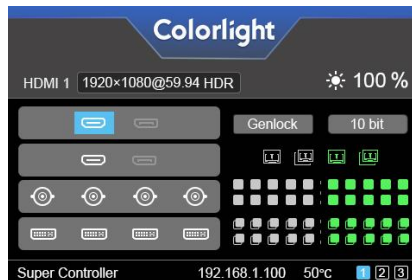 Colorlight
HDMI 1 1920×1080@59.94 HDR 100 %
Genlock 10 bit
Super Controller 192.168.1.100 50°C 1 2 3